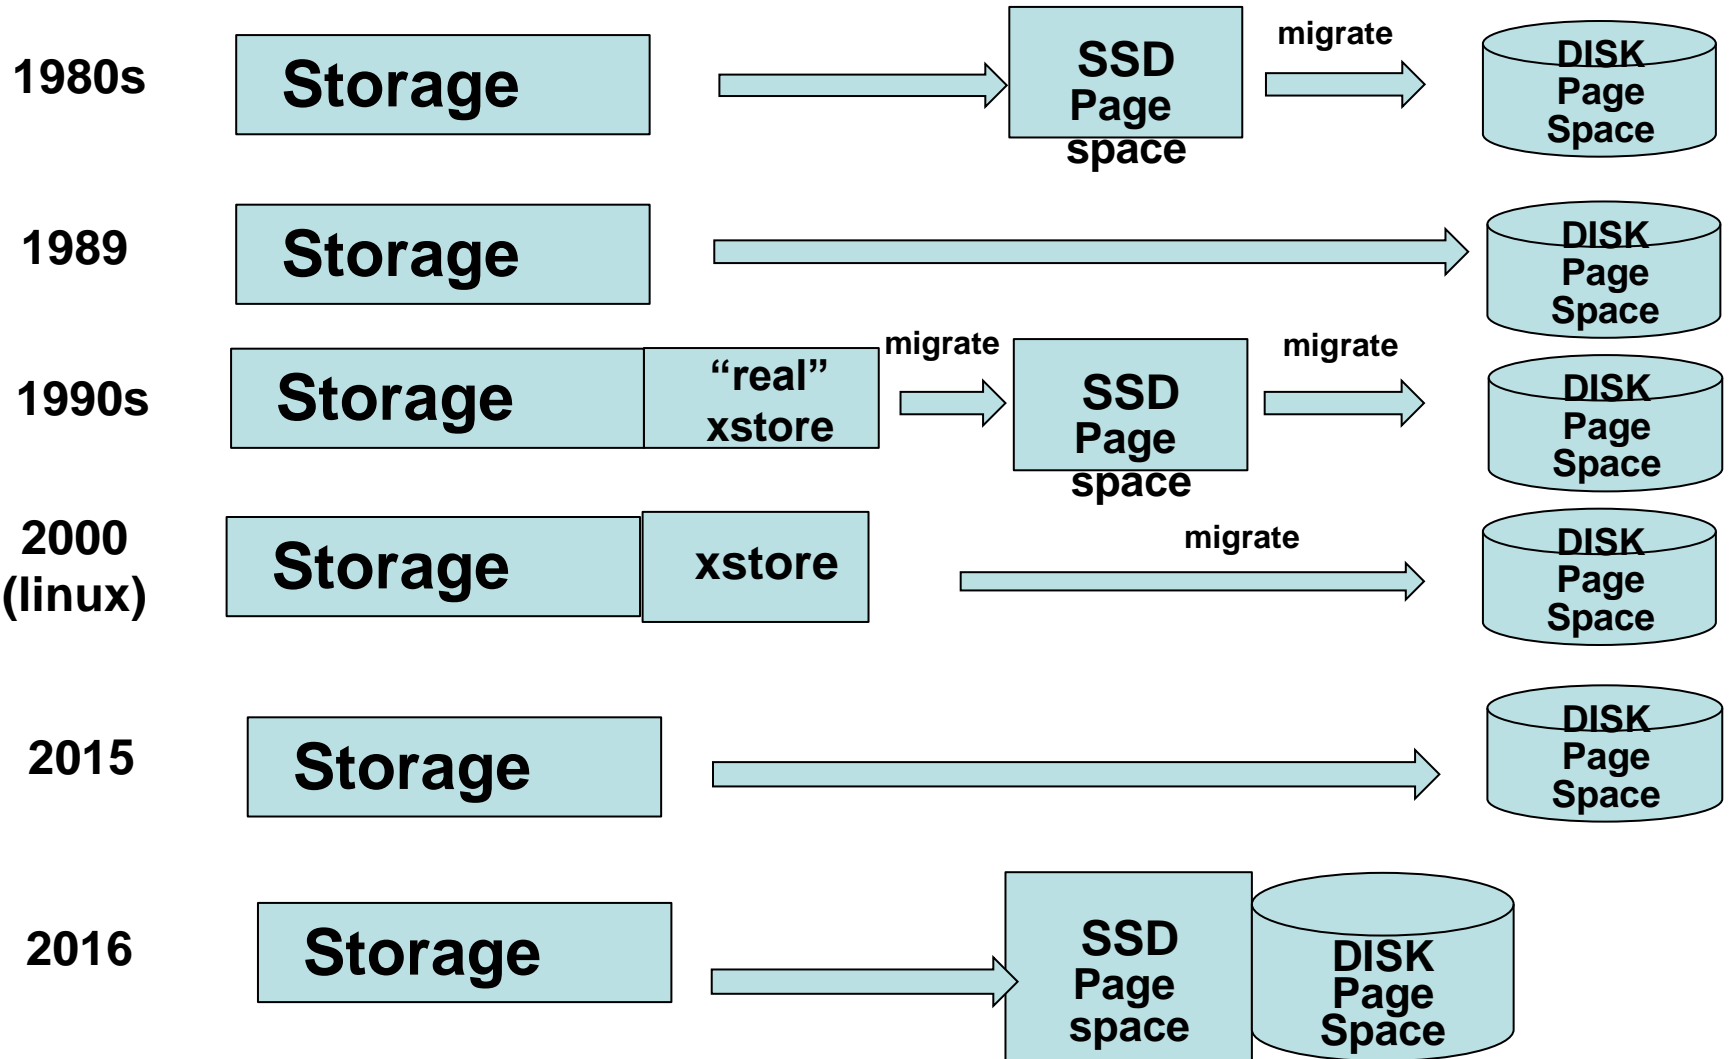 1980s
Storage
SSD
Page
space
migrate
DISK
Page
Space
1989
Storage
DISK
Page
Space
1990s
Storage
“real”
xstore
migrate
SSD
Page
space
migrate
DISK
Page
Space
2000
(linux)
Storage
xstore
migrate
DISK
Page
Space
2015
Storage
DISK
Page
Space
2016
Storage
SSD
Page
space
DISK
Page
Space